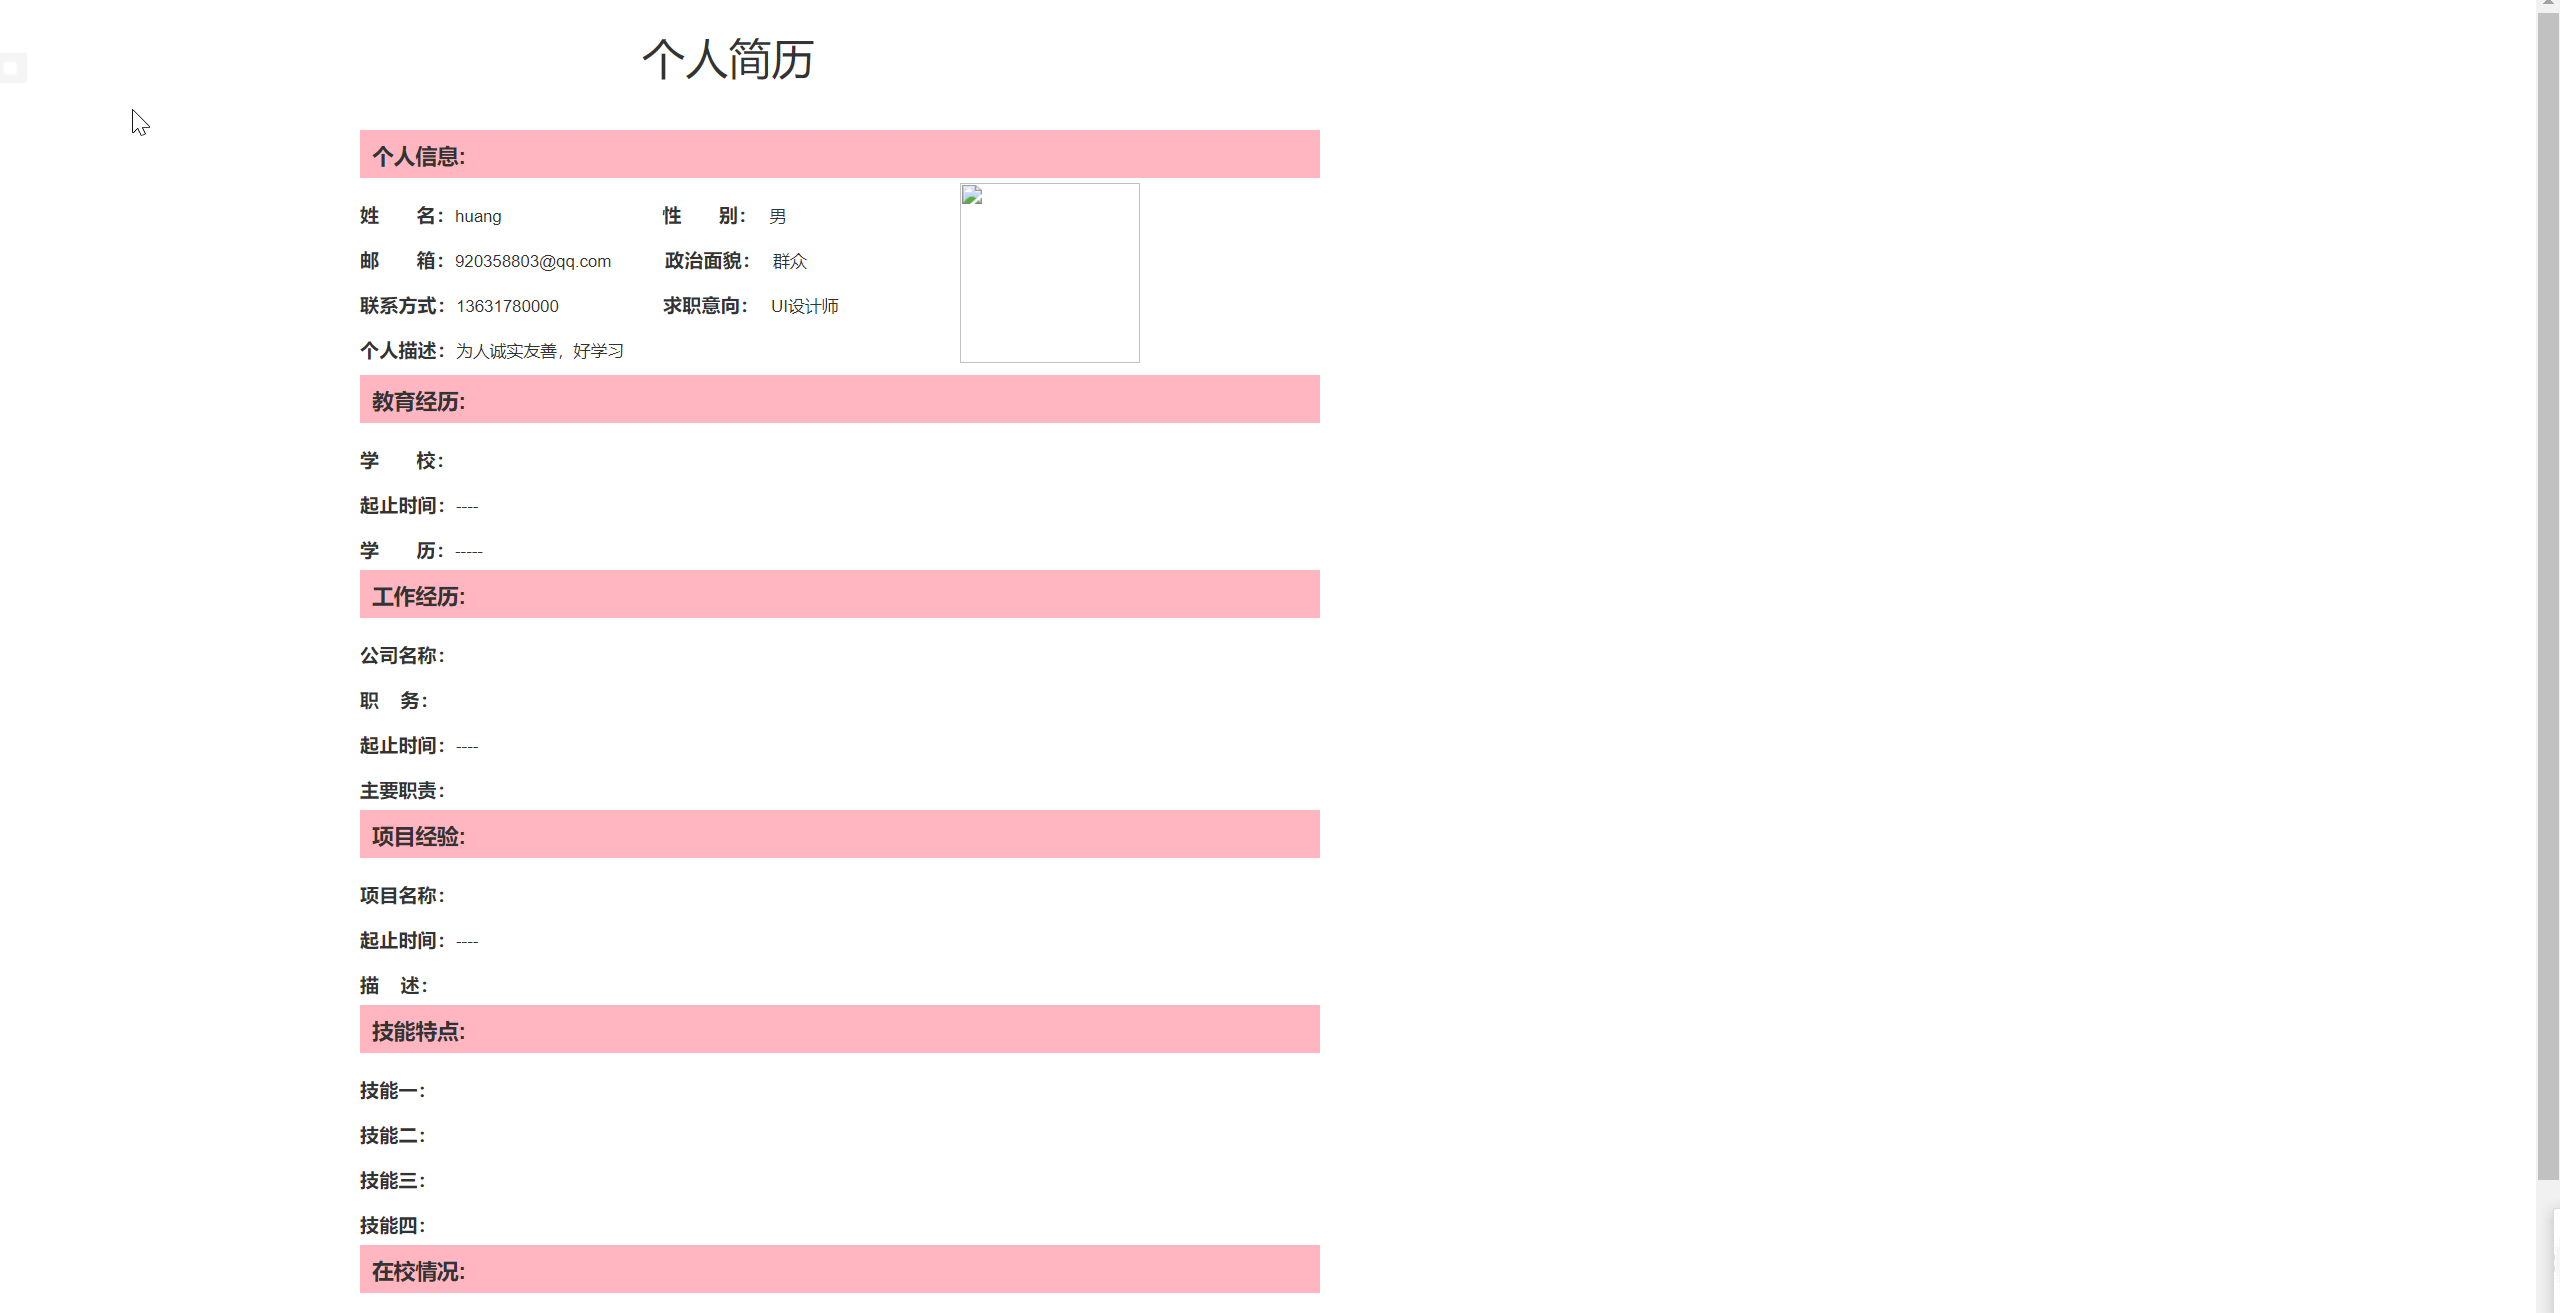 个人简历
个人信息:
姓 名：huang 性 别： 男
邮 箱：920358803@qq.com 政治面貌： 群众
联系方式：13631780000 求职意向： UI设计师
个人描述：为人诚实友善，好学习
教育经历:
学 校：
起止时间：----
学 历：-----
工作经历:
公司名称：
职 务：
起止时间：----
主要职责：
项目经验:
项目名称：
起止时间：----
描 述：
技能特点:
技能一：
技能二：
技能三：
技能四：
在校情况: